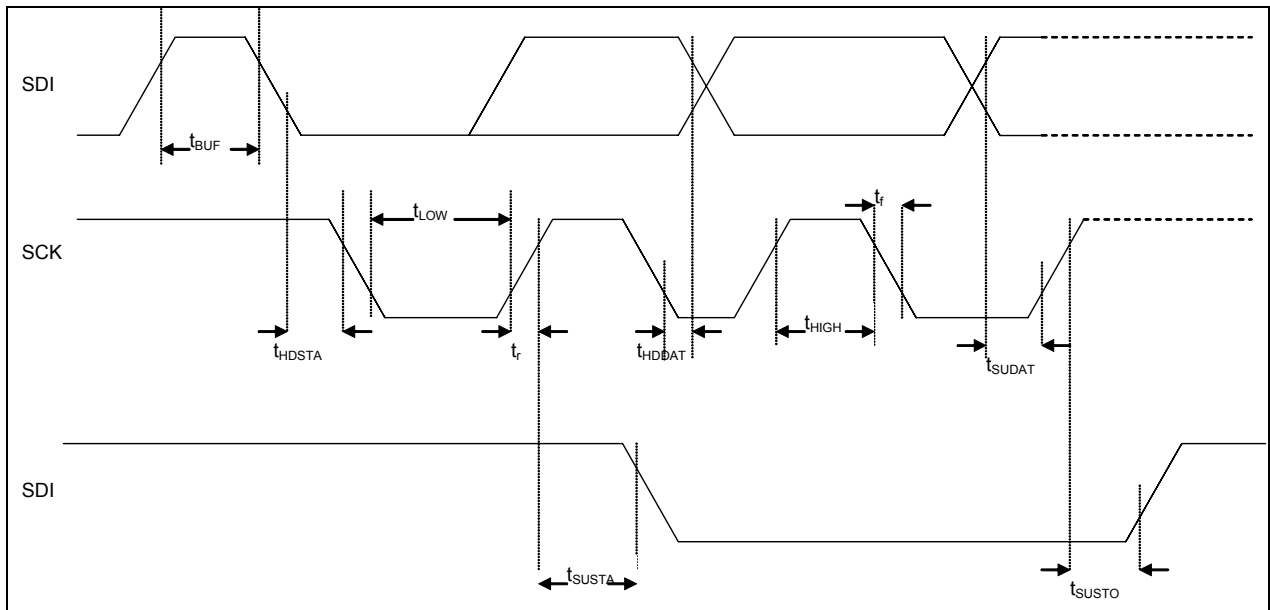 SDI
tBUF
tLOW
tf
SCK
tHDSTA
tr
tHDDAT
tHIGH
tSUDAT
SDI
tSUSTA
tSUSTO